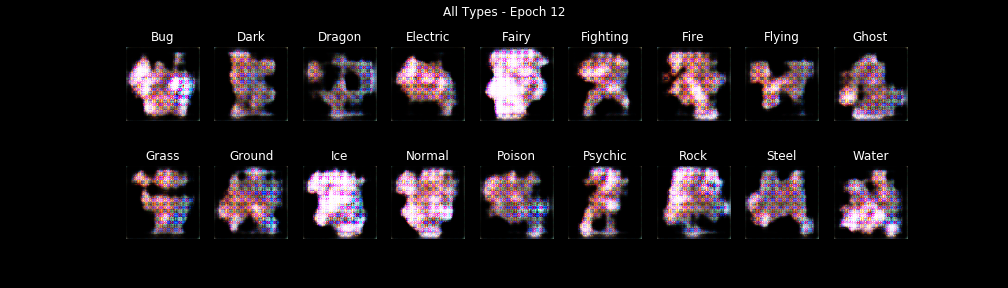 All Types - Epoch 12
Bug Dark Dragon Electric Fairy Fighting Fire Flying Ghost
Grass Ground Ice Normal Poison Psychic Rock Steel Water